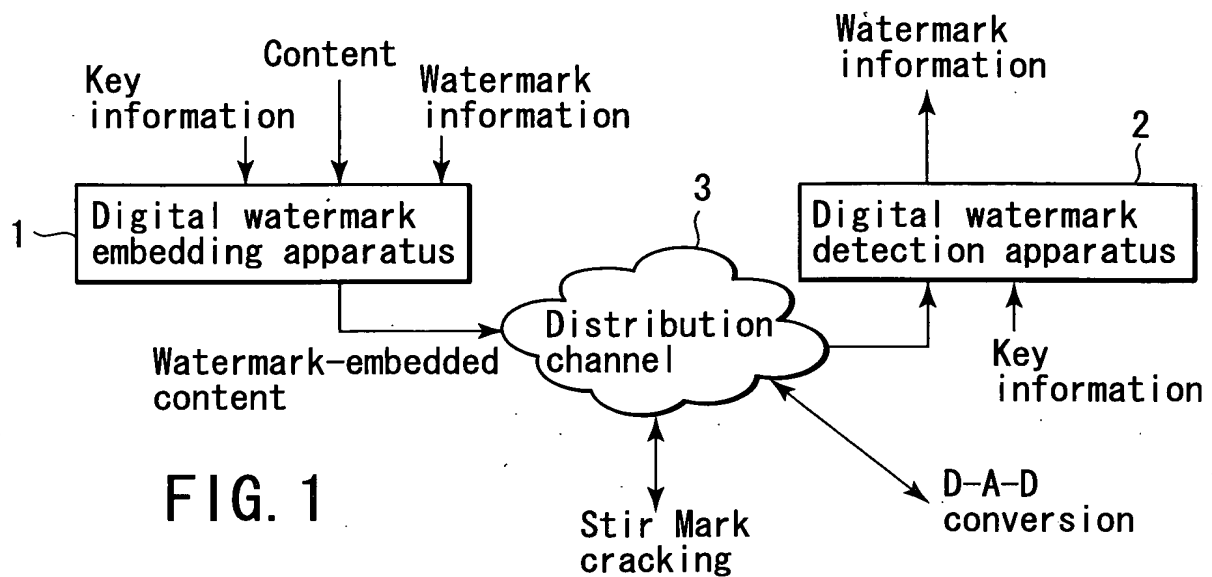 Content
Key
information
Watermark
information
1
Digital watermark
embedding apparatus
Watermark-embedded
content
3
Distribution
channel
Watermark
information
2
Digital watermark
detection apparatus
Key
information
Stir Mark
cracking
D-A-D
conversion
FIG. 1